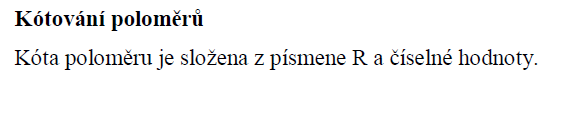 Kótování poloměrů
Kóta poloměru je složena z písmene R a číselné hodnoty.